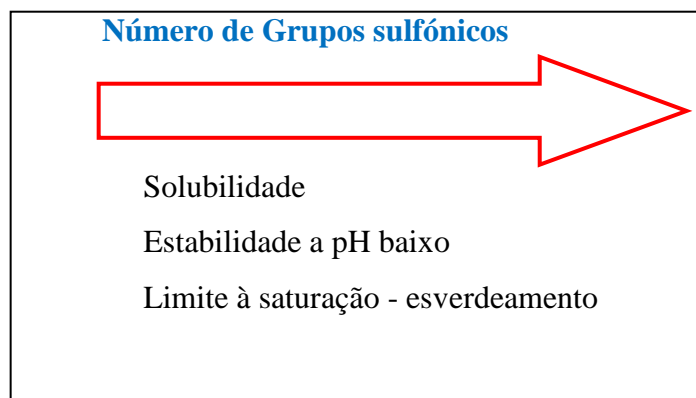 Número de Grupos sulfónicos
Solubilidade
Estabilidade a pH baixo
Limite à saturação - esverdeamento